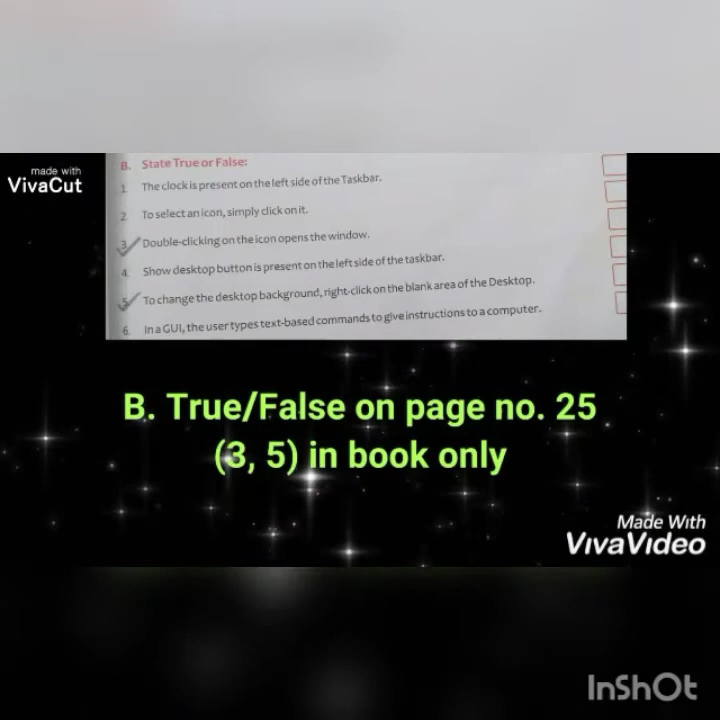 made with
VivaCut
B. State True or False:
1. The clock is present on the left side of the Taskbar.
2. To select an icon, simply click on it.
3. Double-clicking on the icon opens the window.
4. Show desktop button is present on the left side of the taskbar.
5. To change the desktop background, right-click on the blank area of the Desktop.
6. In a GUI, the user types text-based commands to give instructions to a computer.
B. True/False on page no. 25
(3, 5) in book only
Made With
VivaVideo
InShOt